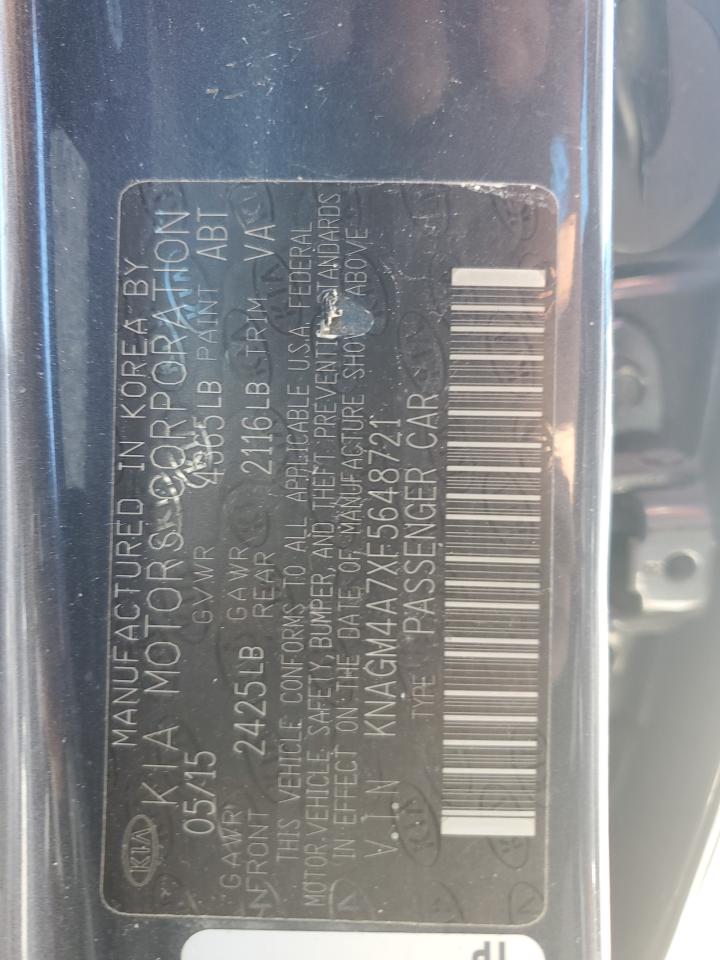 MANUFACTURED IN KOREA BY
KIA KIA MOTORS CORPORATION
05/15 GVWR 4365LB PAINT ABT
GAWR FRONT 2425LB GAWR REAR 2116LB TRIM VA
THIS VEHICLE CONFORMS TO ALL APPLICABLE U.S.A. FEDERAL
MOTOR VEHICLE SAFETY, BUMPER, AND THEFT PREVENTION STANDARDS
IN EFFECT ON THE DATE OF MANUFACTURE SHOWN ABOVE
V.I.N KNAGM4A7XF5648721
TYPE PASSENGER CAR